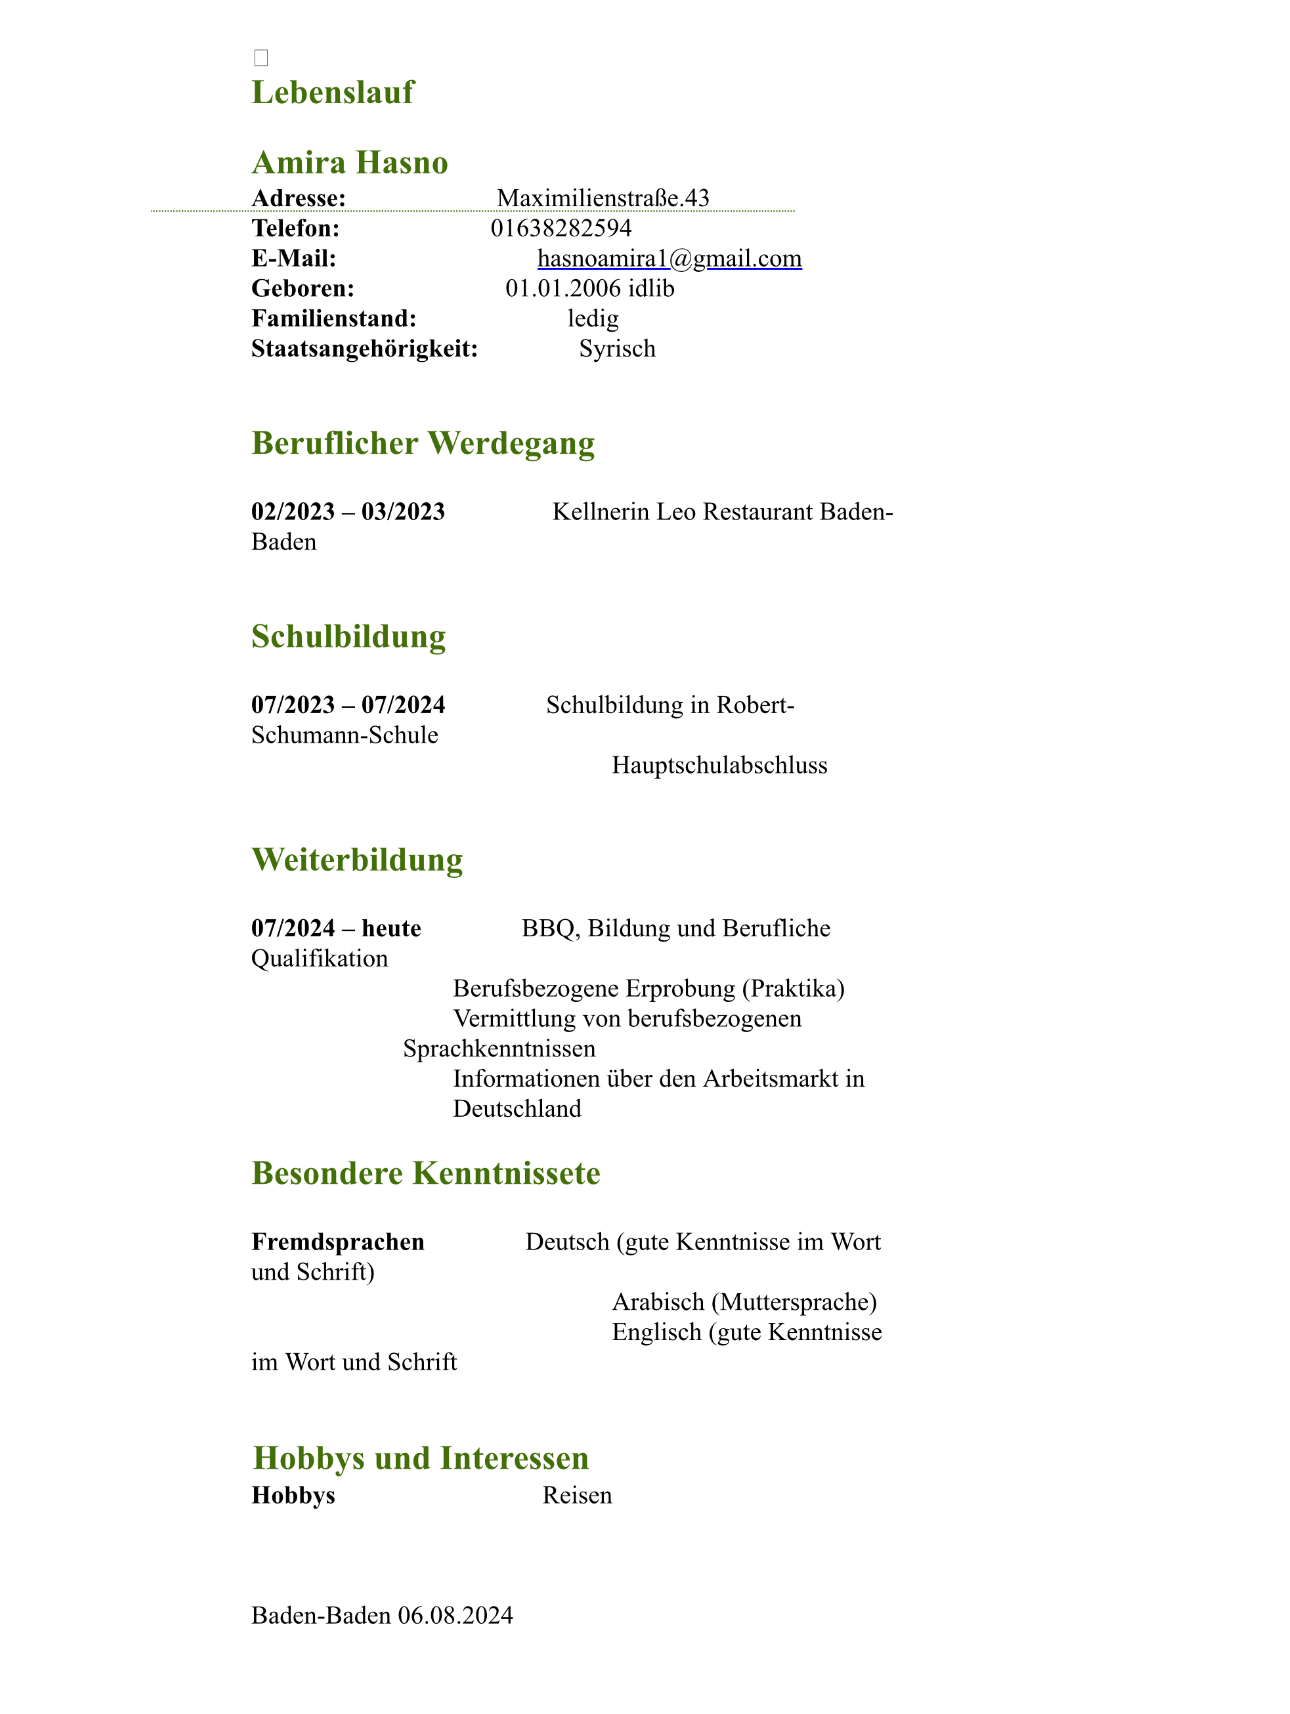 Lebenslauf
Amira Hasno
Adresse: Maximilienstraße.43
Telefon: 01638282594
E-Mail: hasnoamira1@gmail.com
Geboren: 01.01.2006 idlib
Familienstand: ledig
Staatsangehörigkeit: Syrisch
Beruflicher Werdegang
02/2023 – 03/2023 Kellnerin Leo Restaurant Baden-
Baden
Schulbildung
07/2023 – 07/2024 Schulbildung in Robert-
Schumann-Schule
Hauptschulabschluss
Weiterbildung
07/2024 – heute BBQ, Bildung und Berufliche
Qualifikation
Berufsbezogene Erprobung (Praktika)
Vermittlung von berufsbezogenen
Sprachkenntnissen
Informationen über den Arbeitsmarkt in
Deutschland
Besondere Kenntnissete
Fremdsprachen Deutsch (gute Kenntnisse im Wort
und Schrift)
Arabisch (Muttersprache)
Englisch (gute Kenntnisse
im Wort und Schrift
Hobbys und Interessen
Hobbys Reisen
Baden-Baden 06.08.2024